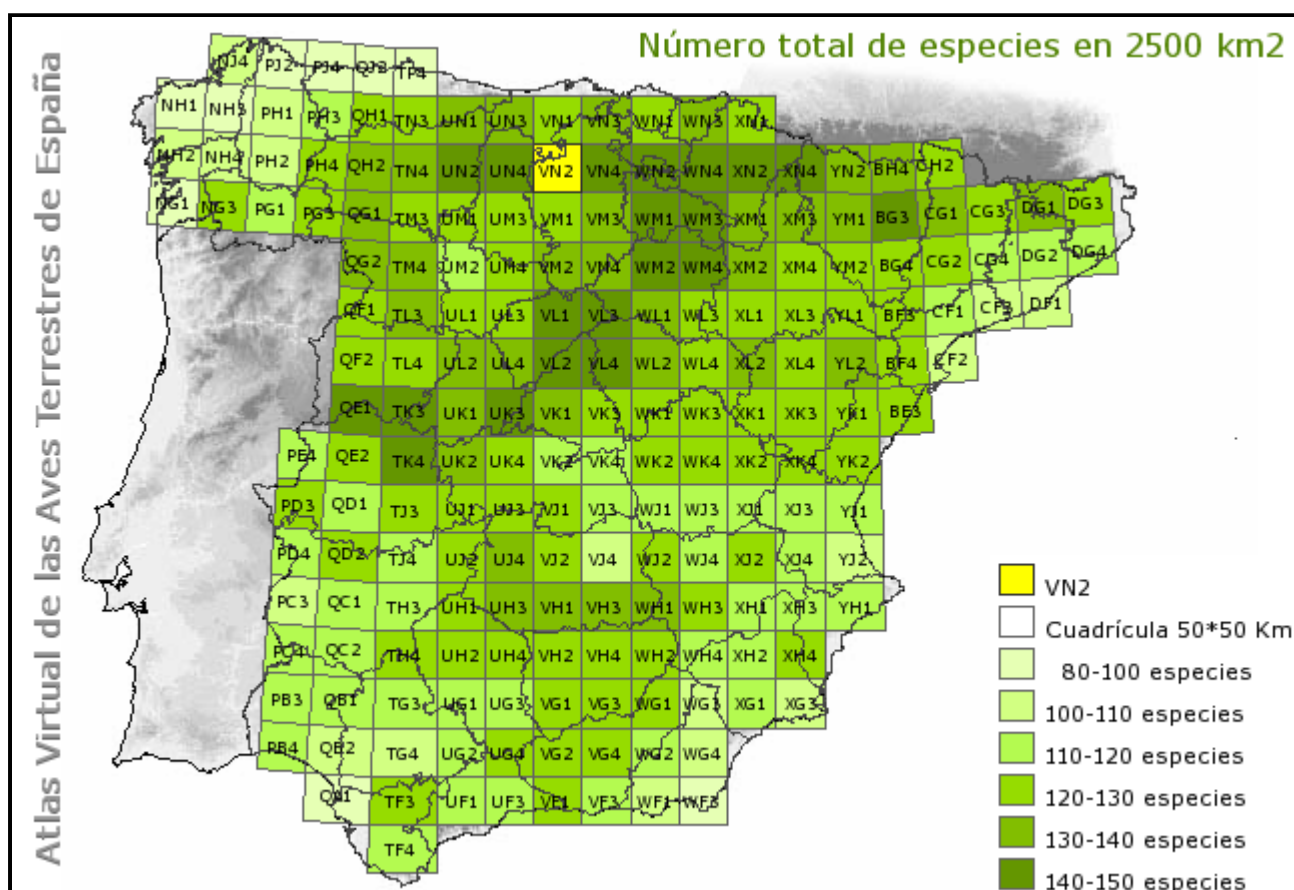 Número total de especies en 2500 km2
Atlas Virtual de las Aves Terrestres de España
NJ4 PJ2 PJ4 QJ2 TP4
NH1 NH3 PH1 PH3 QH1 TN3 UN1 UN3 VN1 VN3 WN1 WN3 XN1
NH2 NH4 PH2 PH4 QH2 TN4 UN2 UN4 VN2 VN4 WN2 WN4 XN2 XN4 YN2 BH4 CH2
NG1 NG3 PG1 PG3 QG1 TM3 UM1 UM3 VM1 VM3 WM1 WM3 XM1 XM3 YM1 BG3 CG1 CG3 DG1 DG3
QG2 TM4 UM2 UM4 VM2 VN4 WM2 WM4 XM2 XM4 YM2 BG4 CG2 CG4 DG2 DG4
QF1 TL3 UL1 UL3 VL1 VL3 WL1 WL3 XL1 XL3 YL1 BF3 CF1 CF3 DF1
QF2 TL4 UL2 UL4 VL2 VL4 WL2 WL4 XL2 XL4 YL2 BF4 CF2
QE1 TK3 UK1 UK3 VK1 VK3 WK1 WK3 XK1 XK3 YK1 BE3
PE4 QE2 TK4 UK2 UK4 VK2 VK4 WK2 WK4 XK2 XK4 YK2
PD3 QD1 TJ3 UJ1 UJ3 VJ1 VJ3 WJ1 WJ3 XJ1 XJ3 YJ1
PD4 QD2 TJ4 UJ2 UJ4 VJ2 VJ4 WJ2 WJ4 XJ2 XJ4 YJ2
PC3 QC1 TH3 UH1 UH3 VH1 VH3 WH1 WH3 XH1 XH3 YH1
PC4 QC2 TH4 UH2 UH4 VH2 VH4 WH2 WH4 XH2 XH4
PB3 QB1 TG3 UG1 UG3 VG1 VG3 WG1 WG3 XG1 XG3
PB4 QB2 TG4 UG2 UG4 VG2 VG4 WG2 WG4
TF3 UF1 UF3 VF1 VF3 WF1 WF3
TF4
VN2
Cuadrícula 50*50 Km
80-100 especies
100-110 especies
110-120 especies
120-130 especies
130-140 especies
140-150 especies